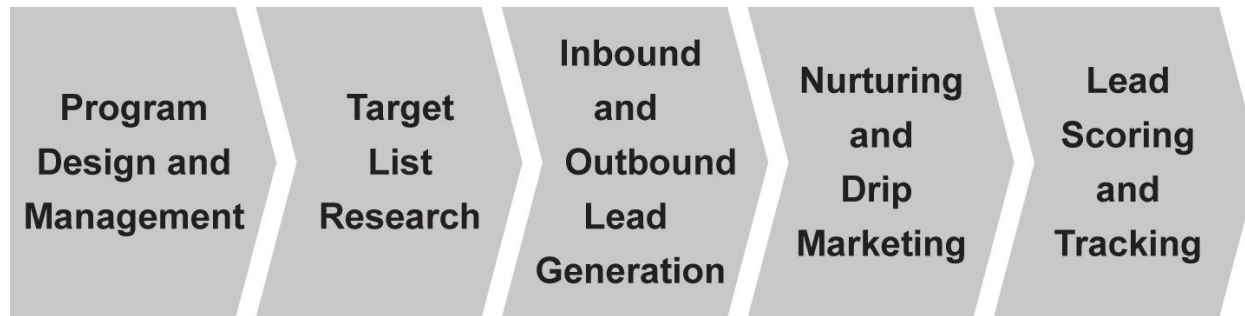 Program
Design and
Management
Target
List
Research
Inbound
and
Outbound
Lead
Generation
Nurturing
and
Drip
Marketing
Lead
Scoring
and
Tracking